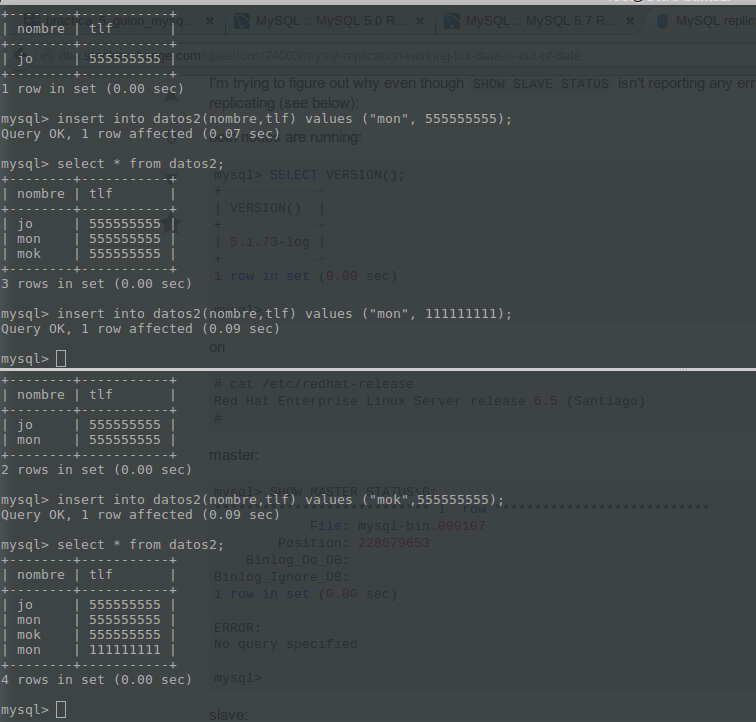 practica_5_guion_mysq...
MySQL :: MySQL 5.0 R...
MySQL :: MySQL 5.7 R...
MySQL replic
.com/questions/74003/mysql-replication-working-but-data-is-out-of-date
+--------+-----------+
| nombre | tlf       |
+--------+-----------+
| jo     | 555555555 |
+--------+-----------+
1 row in set (0.00 sec)
mysql> insert into datos2(nombre,tlf) values ("mon", 555555555);
Query OK, 1 row affected (0.07 sec)
mysql> select * from datos2;
+--------+-----------+
| nombre | tlf       |
+--------+-----------+
| jo     | 555555555 |
| mon    | 555555555 |
| mok    | 555555555 |
+--------+-----------+
3 rows in set (0.00 sec)
mysql> insert into datos2(nombre,tlf) values ("mon", 111111111);
Query OK, 1 row affected (0.09 sec)
mysql>
+--------+-----------+
| nombre | tlf       |
+--------+-----------+
| jo     | 555555555 |
| mon    | 555555555 |
+--------+-----------+
2 rows in set (0.00 sec)
mysql> insert into datos2(nombre,tlf) values ("mok",555555555);
Query OK, 1 row affected (0.09 sec)
mysql> select * from datos2;
+--------+-----------+
| nombre | tlf       |
+--------+-----------+
| jo     | 555555555 |
| mon    | 555555555 |
| mok    | 555555555 |
| mon    | 111111111 |
+--------+-----------+
4 rows in set (0.00 sec)
mysql>
I'm trying to figure out why even though SHOW SLAVE STATUS isn't reporting any err
replicating (see below):
nodes are running:
mysql> SELECT VERSION();
+------------+
| VERSION()  |
+------------+
| 5.1.73-log |
+------------+
1 row in set (0.00 sec)
mysql>
on
# cat /etc/redhat-release
Red Hat Enterprise Linux Server release 6.5 (Santiago)
#
master:
mysql> SHOW MASTER STATUS\G;
1. row ***************************
File: mysql-bin.000107
Position: 228679653
Binlog_Do_DB:
Binlog_Ignore_DB:
1 row in set (0.00 sec)
ERROR:
No query specified
mysql>
slave: